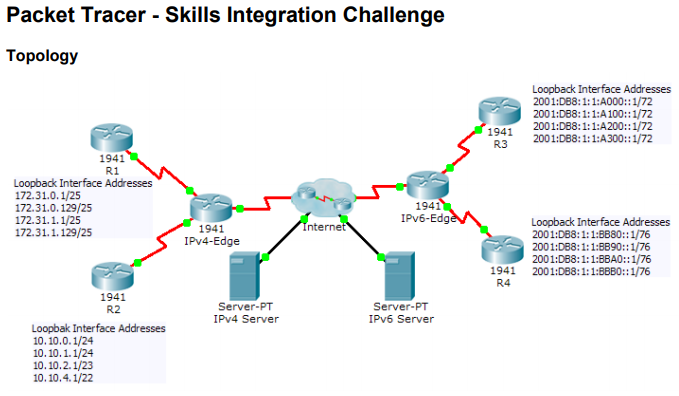 Packet Tracer - Skills Integration Challenge
Topology
Loopback Interface Addresses
2001:DB8:1:1:A000::1/72
2001:DB8:1:1:A100::1/72
2001:DB8:1:1:A200::1/72
2001:DB8:1:1:A300::1/72
1941
R3
1941
R1
Loopback Interface Addresses
172.31.0.1/25
172.31.0.129/25
172.31.1.1/25
172.31.1.129/25
1941
IPv4-Edge
Internet
1941
IPv6-Edge
Loopback Interface Addresses
2001:DB8:1:1:BB80::1/76
2001:DB8:1:1:BB90::1/76
2001:DB8:1:1:BBA0::1/76
2001:DB8:1:1:BBB0::1/76
1941
R4
1941
R2
Server-PT
IPv4 Server
Server-PT
IPv6 Server
Loopbak Interface Addresses
10.10.0.1/24
10.10.1.1/24
10.10.2.1/23
10.10.4.1/22